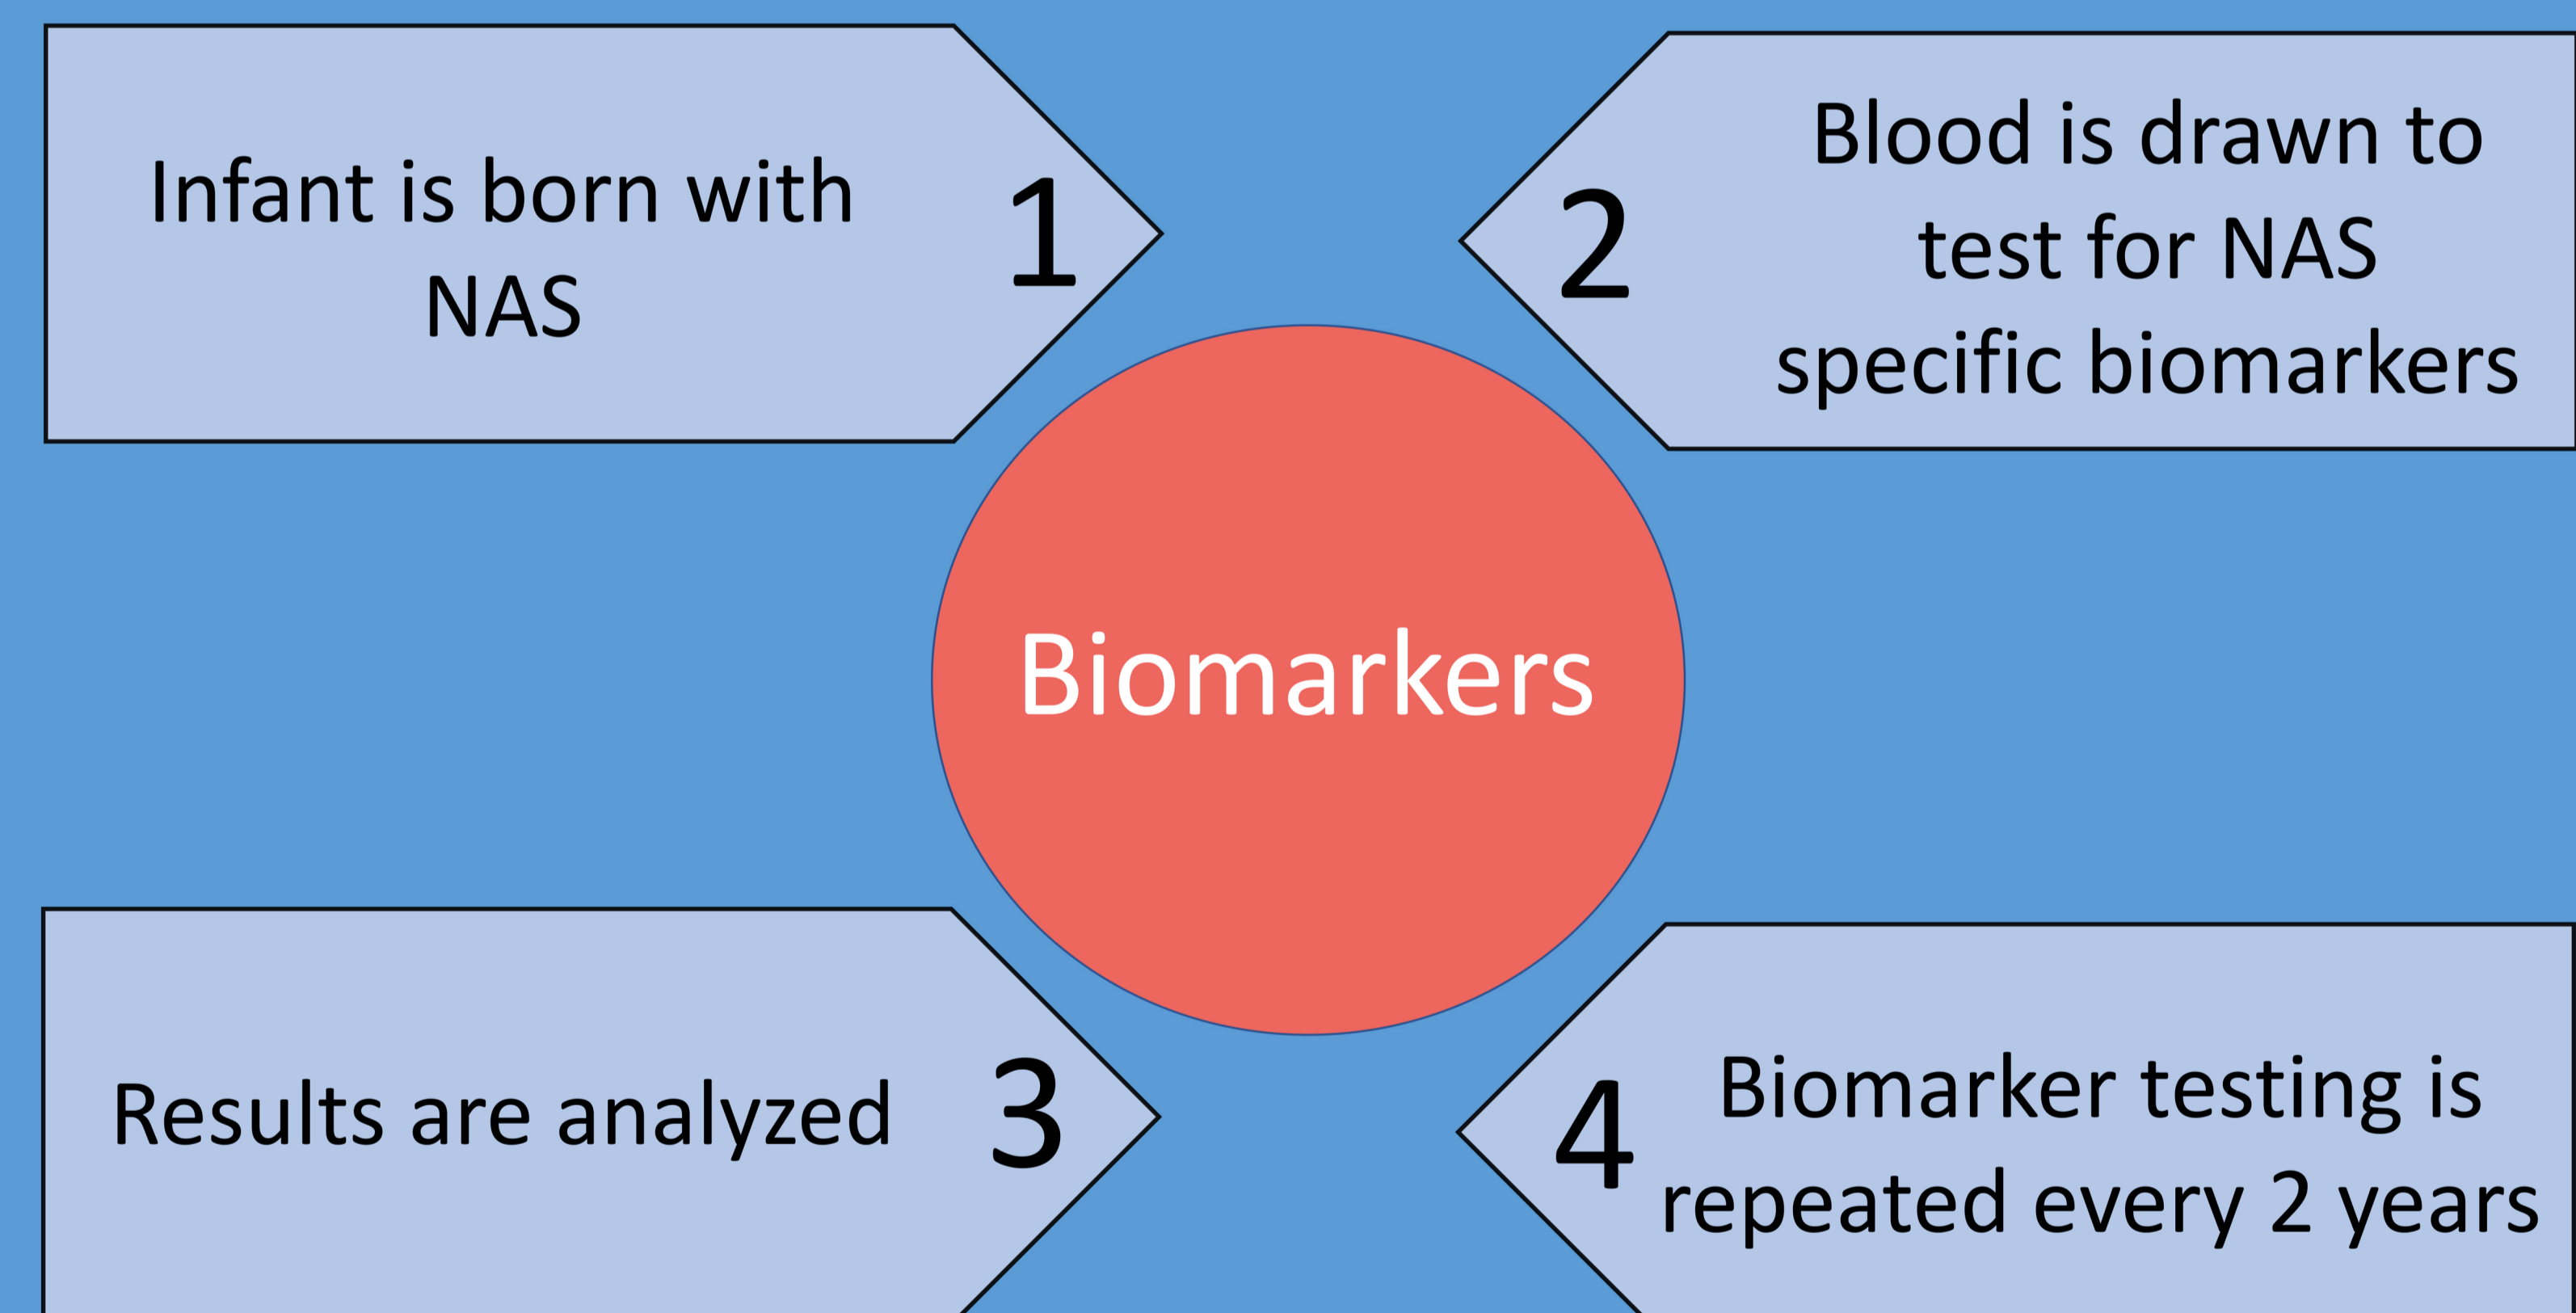 Infant is born with
NAS
1
2
Blood is drawn to
test for NAS
specific biomarkers
Biomarkers
Results are analyzed
3
4
Biomarker testing is
repeated every 2 years